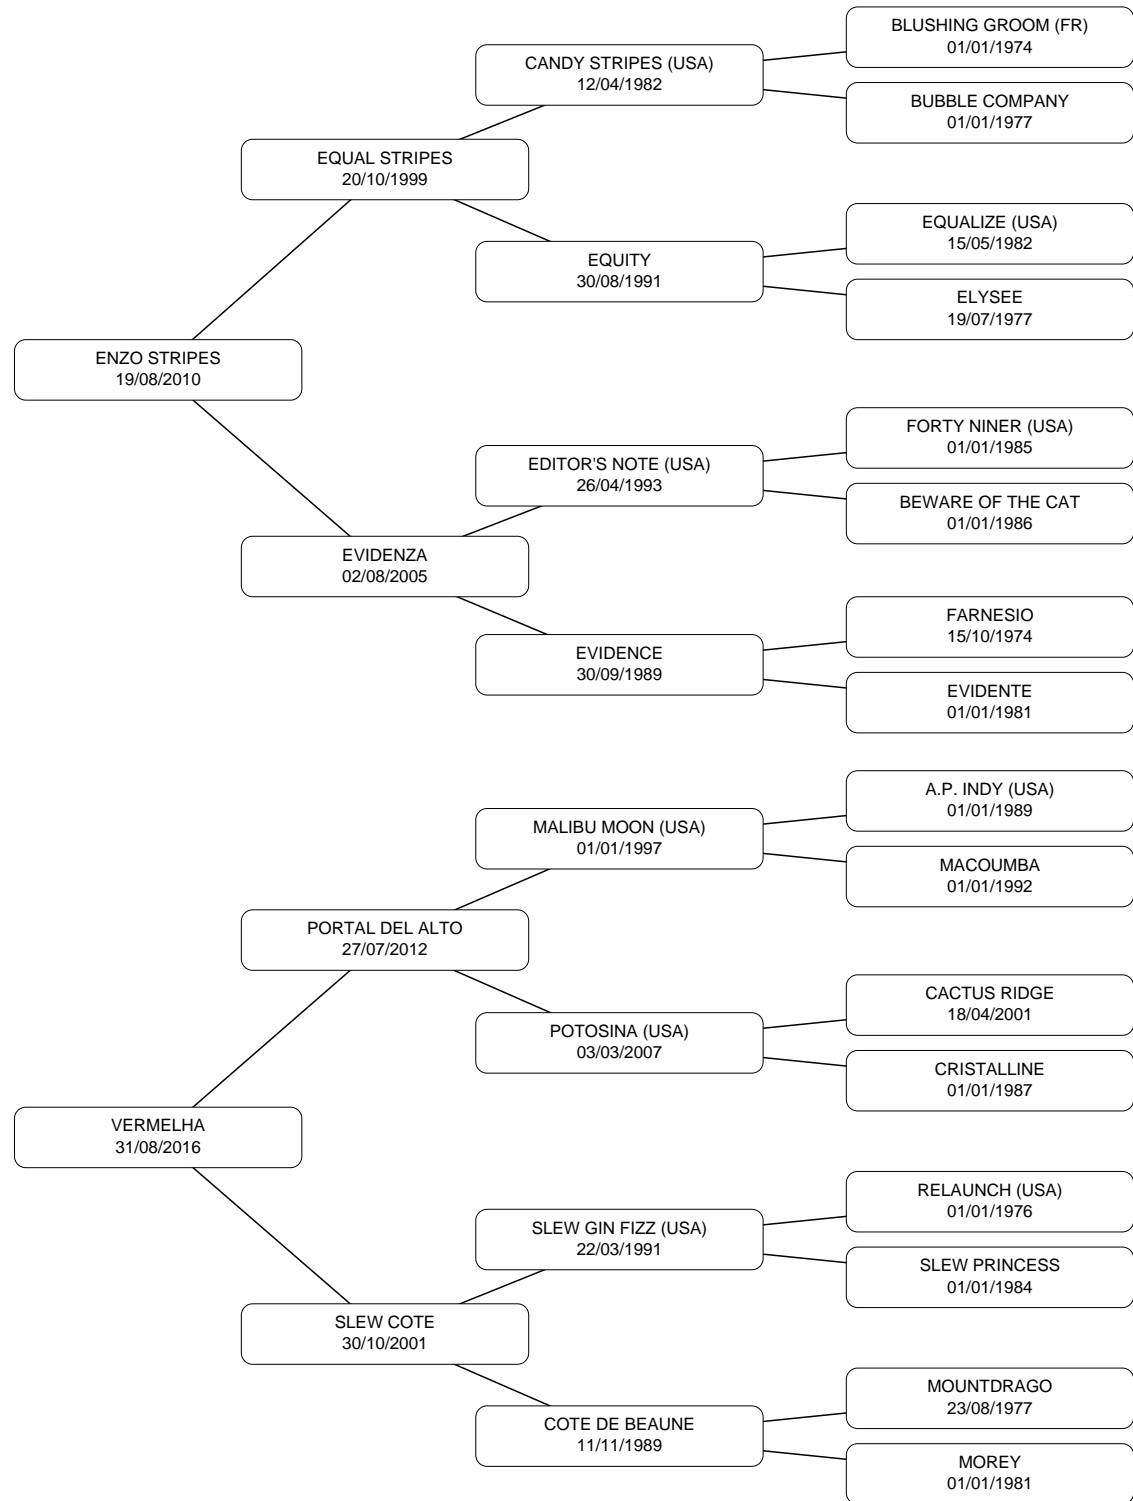 BLUSHING GROOM (FR)
01/01/1974
CANDY STRIPES (USA)
12/04/1982
BUBBLE COMPANY
01/01/1977
EQUAL STRIPES
20/10/1999
EQUALIZE (USA)
15/05/1982
EQUITY
30/08/1991
ELYSEE
19/07/1977
ENZO STRIPES
19/08/2010
FORTY NINER (USA)
01/01/1985
EDITOR'S NOTE (USA)
26/04/1993
BEWARE OF THE CAT
01/01/1986
EVIDENZA
02/08/2005
FARNESIO
15/10/1974
EVIDENCE
30/09/1989
EVIDENTE
01/01/1981
A.P. INDY (USA)
01/01/1989
MALIBU MOON (USA)
01/01/1997
MACOUMBA
01/01/1992
PORTAL DEL ALTO
27/07/2012
CACTUS RIDGE
18/04/2001
POTOSINA (USA)
03/03/2007
CRISTALLINE
01/01/1987
VERMELHA
31/08/2016
RELAUNCH (USA)
01/01/1976
SLEW GIN FIZZ (USA)
22/03/1991
SLEW PRINCESS
01/01/1984
SLEW COTE
30/10/2001
MOUNTDRAGO
23/08/1977
COTE DE BEAUNE
11/11/1989
MOREY
01/01/1981